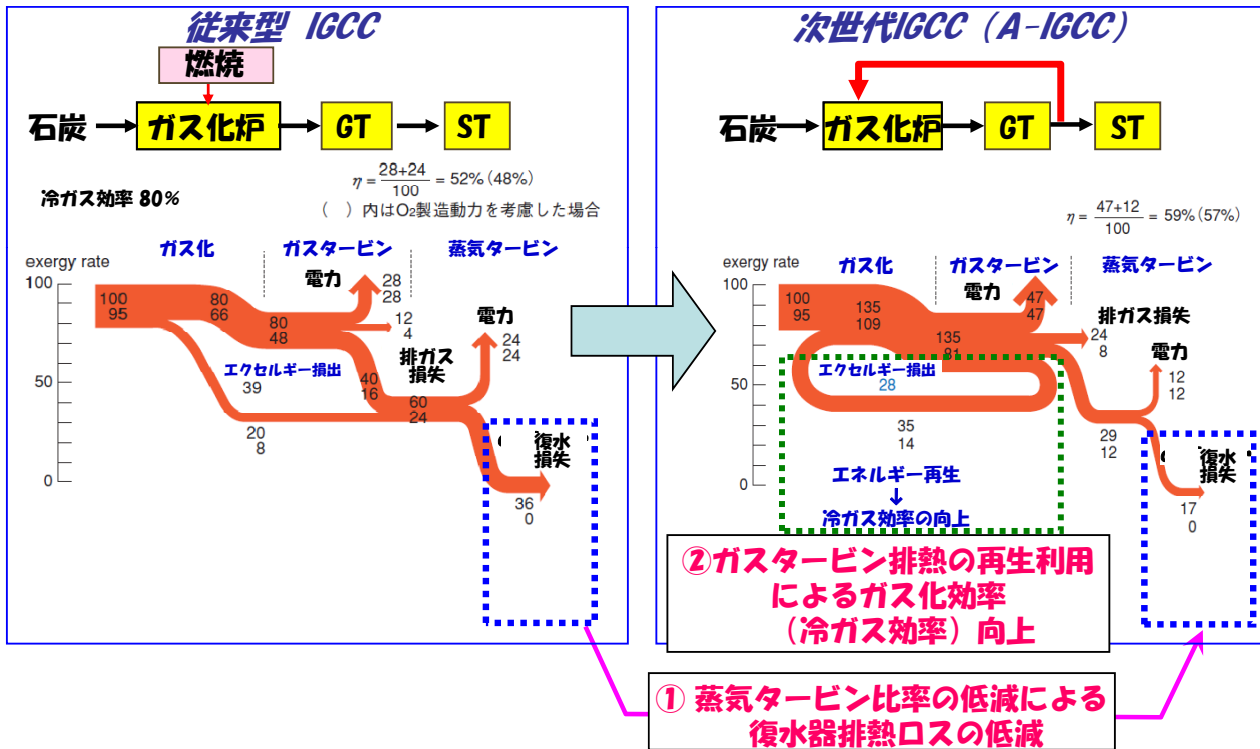 従来型 IGCC
燃焼
石炭
ガス化炉
GT
ST
η = 28+24 / 100 = 52% (48%)
冷ガス効率 80%
( )内はO₂製造動力を考慮した場合
ガス化
ガスタービン
蒸気タービン
exergy rate
100
50
0
100
95
80
66
80
48
電力
28
28
12
4
電力
24
24
排ガス
損失
エクセルギー損出
39
40
16
60
24
20
8
復水
損失
36
0
次世代IGCC (A-IGCC)
石炭
ガス化炉
GT
ST
η = 47+12 / 100 = 59% (57%)
exergy rate
ガス化
ガスタービン
蒸気タービン
100
50
0
100
95
135
109
135
81
電力
47
47
排ガス損失
24
8
電力
12
12
エクセルギー損出
28
35
14
29
12
エネルギー再生
↓
冷ガス効率の向上
復水
損失
17
0
②ガスタービン排熱の再生利用
によるガス化効率
(冷ガス効率)向上
① 蒸気タービン比率の低減による
復水器排熱ロスの低減